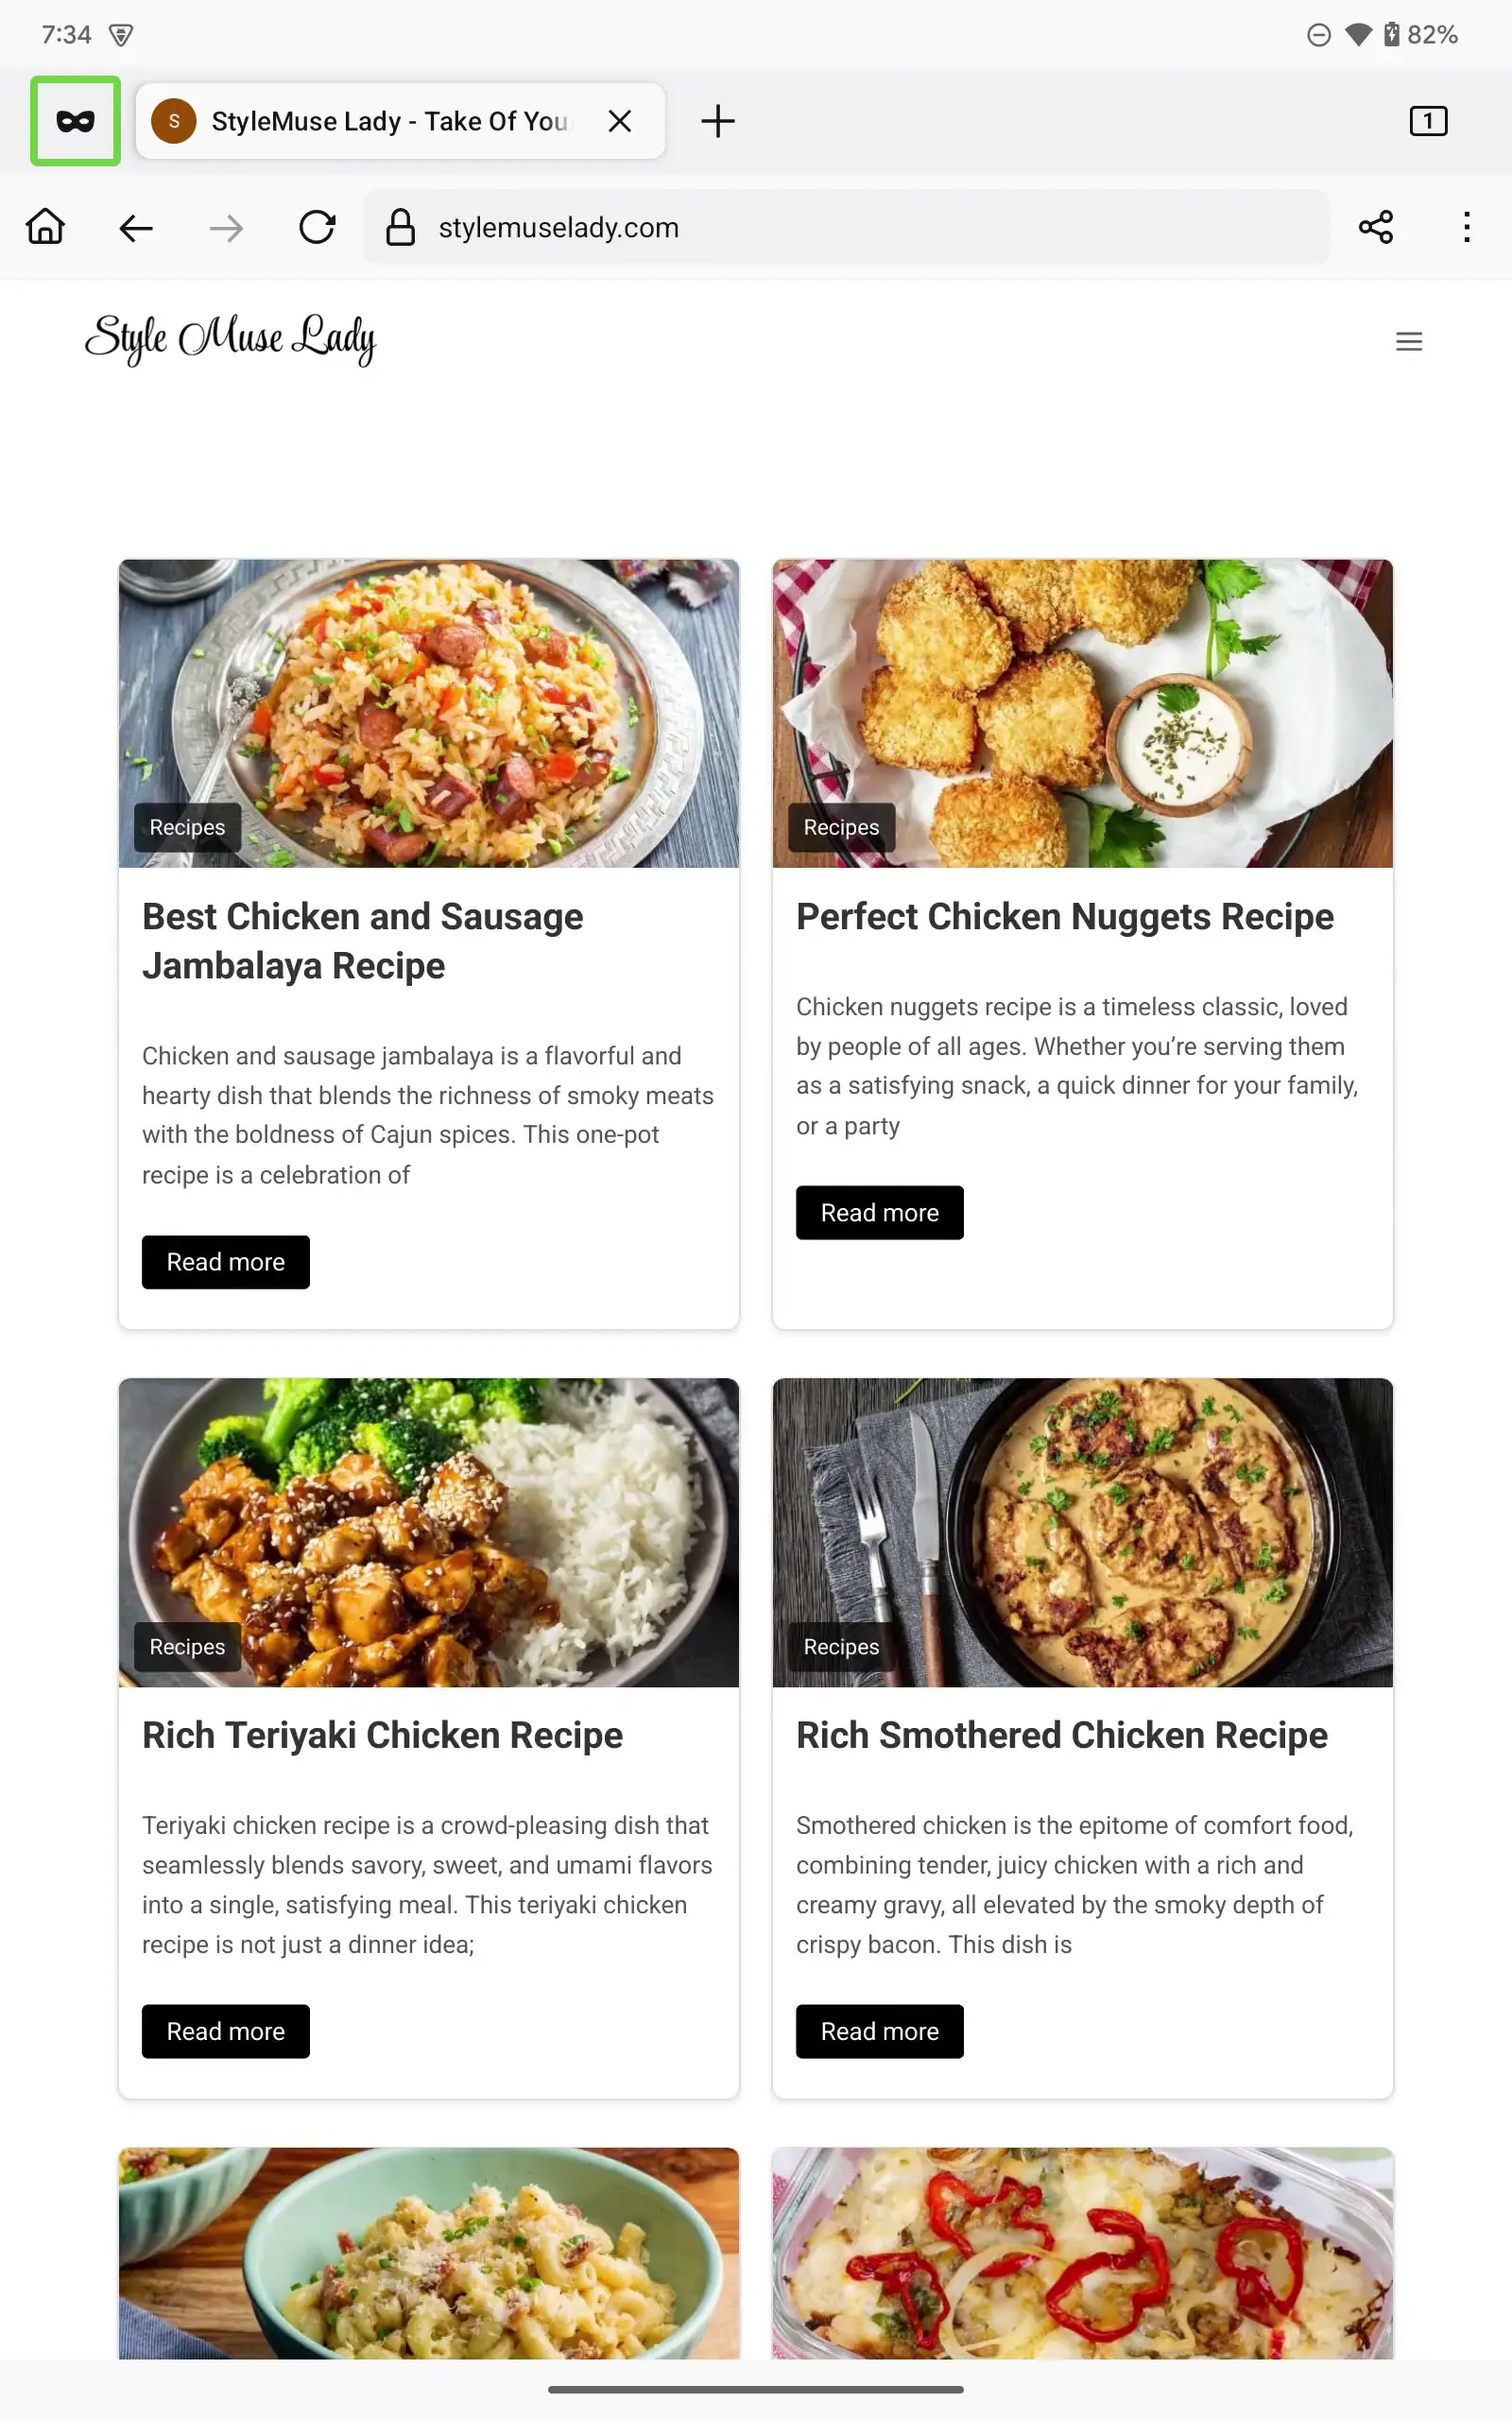 7:34
82%
S
StyleMuse Lady - Take Of You
1
stylemuselady.com
Style Muse Lady
Recipes
Best Chicken and Sausage
Jambalaya Recipe
Chicken and sausage jambalaya is a flavorful and
hearty dish that blends the richness of smoky meats
with the boldness of Cajun spices. This one-pot
recipe is a celebration of
Read more
Recipes
Perfect Chicken Nuggets Recipe
Chicken nuggets recipe is a timeless classic, loved
by people of all ages. Whether you’re serving them
as a satisfying snack, a quick dinner for your family,
or a party
Read more
Recipes
Rich Teriyaki Chicken Recipe
Teriyaki chicken recipe is a crowd-pleasing dish that
seamlessly blends savory, sweet, and umami flavors
into a single, satisfying meal. This teriyaki chicken
recipe is not just a dinner idea;
Read more
Recipes
Rich Smothered Chicken Recipe
Smothered chicken is the epitome of comfort food,
combining tender, juicy chicken with a rich and
creamy gravy, all elevated by the smoky depth of
crispy bacon. This dish is
Read more